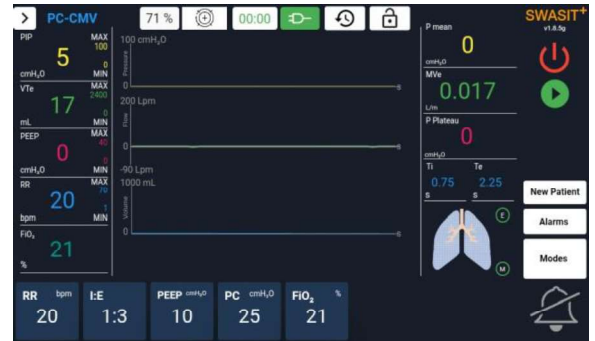 PC-CMV
71 %
00:00
SWASIT+
v1.8.5g
PIP
MAX
100
5
0
cmH₂O
MIN
VTe
MAX
2400
17
0
mL
MIN
PEEP
MAX
40
0
0
cmH₂O
MIN
RR
MAX
70
20
1
bpm
MIN
FiO₂
21
%
100 cmH₂O
Pressure
0
s
200 Lpm
Flow
0
s
-90 Lpm
1000 mL
Volume
0
s
P mean
0
cmH₂O
MVe
0.017
L/m
P Plateau
0
cmH₂O
Ti
Te
0.75
2.25
s
s
E
M
New Patient
Alarms
Modes
RR bpm
20
I:E
1:3
PEEP cmH₂O
10
PC cmH₂O
25
FiO₂ %
21